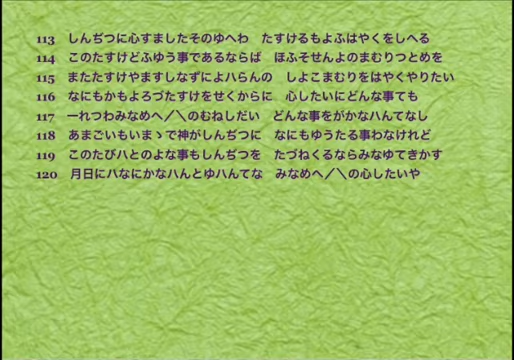 113 しんぢつに心すましたそのゆへわ たすけるもよふはやくをしへる
114 このたすけどふゆう事であるならば ほふそせんよのまむりつとめを
115 またたすけやますしなずによハらんの しよこまむりをはやくやりたい
116 なにもかもよろづたすけをせくからに 心したいにどんな事ても
117 一れつわみなめへ／＼のむねしだい どんな事をがかなハんてなし
118 あまごいもいまゝで神がしんぢつに なにもゆうたる事わなけれど
119 このたびハとのよな事もしんぢつを たづねくるならみなゆてきかす
120 月日にハなにかなハんとゆハんてな みなめへ／＼の心したいや